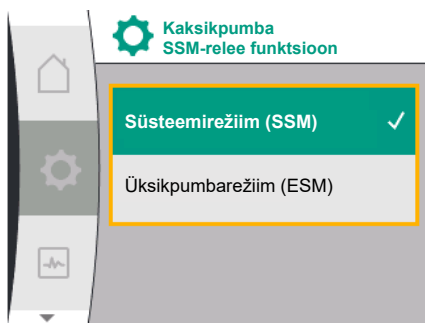 Kaksikpumba
SSM-relee funktsioon
Süsteemirežiim (SSM)
Üksikpumbarežiim (ESM)